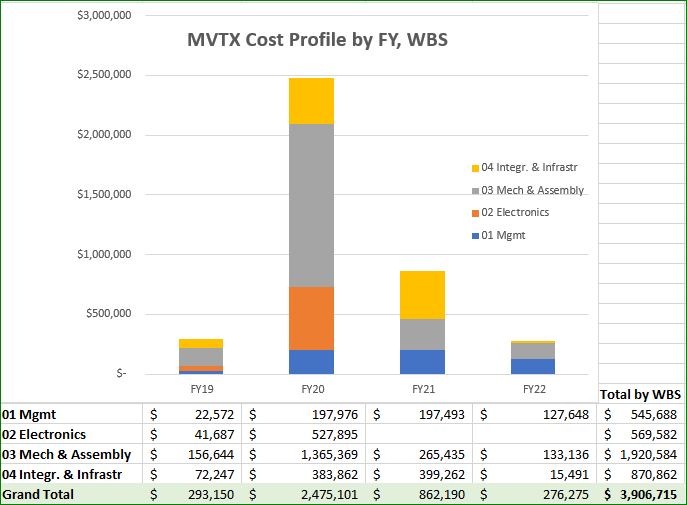 $3,000,000
MVTX Cost Profile by FY, WBS
$2,500,000
$2,000,000
$1,500,000
$1,000,000
$500,000
$-
04 Integr. & Infrastr
03 Mech & Assembly
02 Electronics
01 Mgmt
FY19 FY20 FY21 FY22 Total by WBS
01 Mgmt $ 22,572 $ 197,976 $ 197,493 $ 127,648 $ 545,688
02 Electronics $ 41,687 $ 527,895 $ 569,582
03 Mech & Assembly $ 156,644 $ 1,365,369 $ 265,435 $ 133,136 $ 1,920,584
04 Integr. & Infrastr $ 72,247 $ 383,862 $ 399,262 $ 15,491 $ 870,862
Grand Total $ 293,150 $ 2,475,101 $ 862,190 $ 276,275 $ 3,906,715